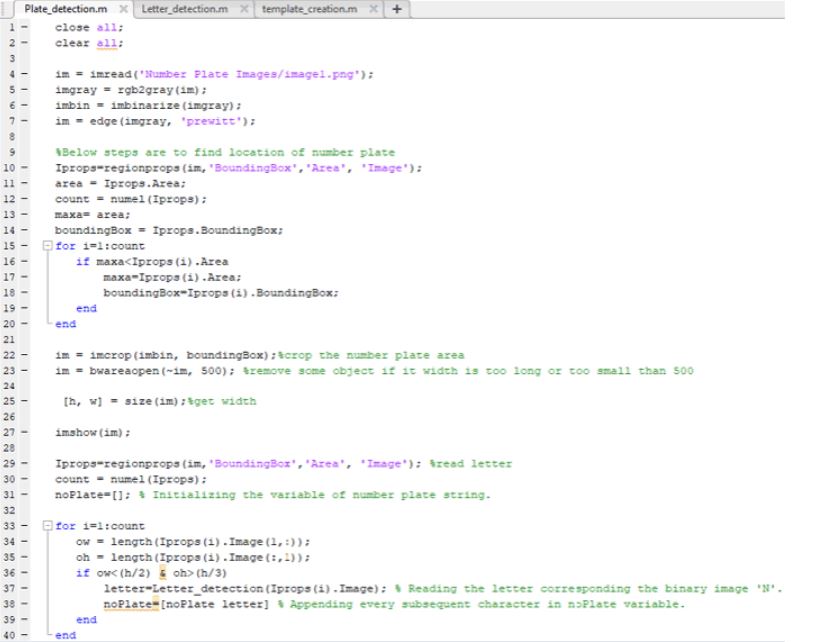 Plate_detection.m × Letter_detection.m × template_creation.m × +
1 - close all;
2 - clear all;
3
4 - im = imread('Number Plate Images/image1.png');
5 - imgray = rgb2gray(im);
6 - imbin = imbinarize(imgray);
7 - im = edge(imgray, 'prewitt');
8
9 %Below steps are to find location of number plate
10 - Iprops=regionprops(im,'BoundingBox','Area', 'Image');
11 - area = Iprops.Area;
12 - count = numel(Iprops);
13 - maxa= area;
14 - boundingBox = Iprops.BoundingBox;
15 - for i=1:count
16 - if maxa<Iprops(i).Area
17 - maxa=Iprops(i).Area;
18 - boundingBox=Iprops(i).BoundingBox;
19 - end
20 - end
21
22 - im = imcrop(imbin, boundingBox);%crop the number plate area
23 - im = bwareaopen(~im, 500); %remove some object if it width is too long or too small than 500
24
25 - [h, w] = size(im);%get width
26
27 - imshow(im);
28
29 - Iprops=regionprops(im,'BoundingBox','Area', 'Image'); %read letter
30 - count = numel(Iprops);
31 - noPlate=[]; % Initializing the variable of number plate string.
32
33 - for i=1:count
34 - ow = length(Iprops(i).Image(1,:));
35 - oh = length(Iprops(i).Image(:,1));
36 - if ow<(h/2) & oh>(h/3)
37 - letter=Letter_detection(Iprops(i).Image); % Reading the letter corresponding the binary image 'N'.
38 - noPlate=[noPlate letter] % Appending every subsequent character in noPlate variable.
39 - end
40 - end